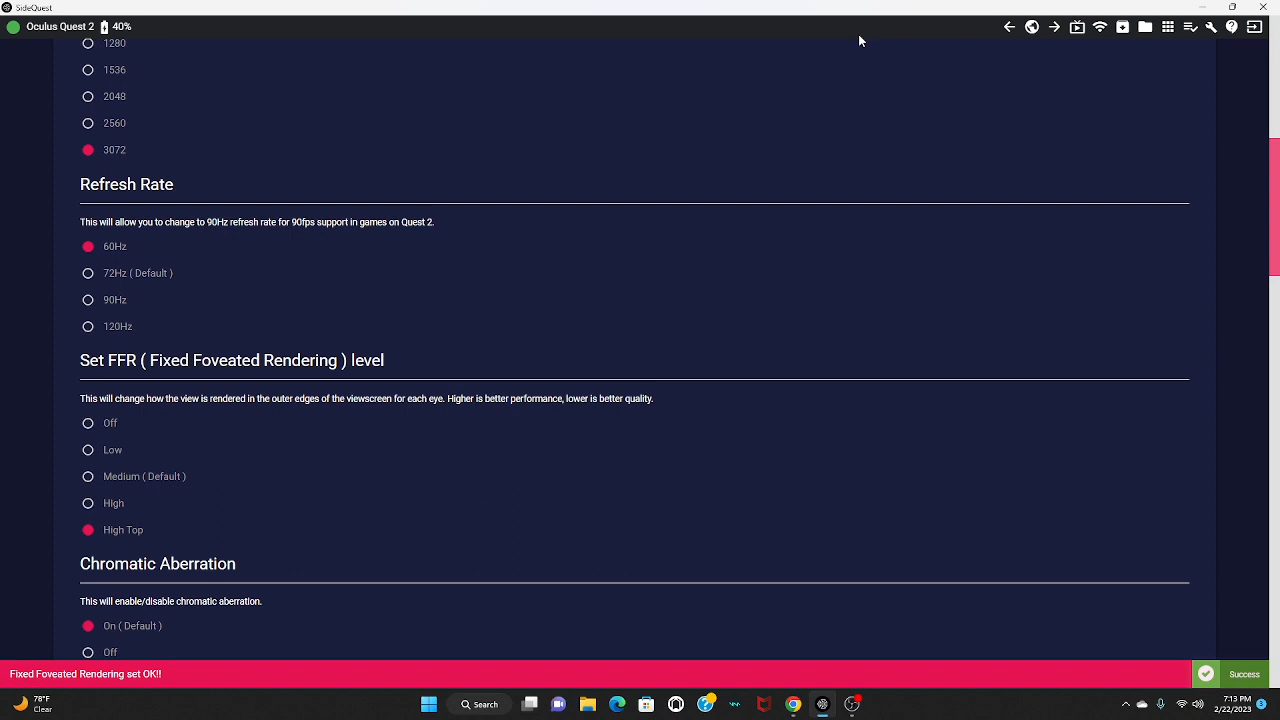 SideQuest
Oculus Quest 2 40%
1280
1536
2048
2560
3072
Refresh Rate
This will allow you to change to 90Hz refresh rate for 90fps support in games on Quest 2.
60Hz
72Hz ( Default )
90Hz
120Hz
Set FFR ( Fixed Foveated Rendering ) level
This will change how the view is rendered in the outer edges of the viewscreen for each eye. Higher is better performance, lower is better quality.
Off
Low
Medium ( Default )
High
High Top
Chromatic Aberration
This will enable/disable chromatic aberration.
On ( Default )
Off
Fixed Foveated Rendering set OK!!
Success
78°F
Clear
Search
7:13 PM
2/22/2023
3